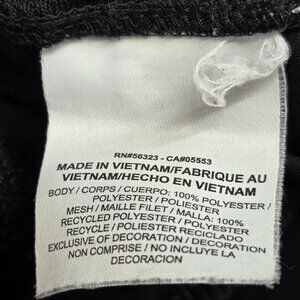 RN#56323 - CA#05553
MADE IN VIETNAM/FABRIQUE AU
VIETNAM/HECHO EN VIETNAM
BODY / CORPS / CUERPO: 100% POLYESTER /
POLYESTER / POLIESTER
MESH / MAILLE FILET / MALLA: 100%
RECYCLED POLYESTER / POLYESTER
RECYCLE / POLIESTER RECICLADO
EXCLUSIVE OF DECORATION / DECORATION
NON COMPRISE / NO INCLUYE LA
DECORACION